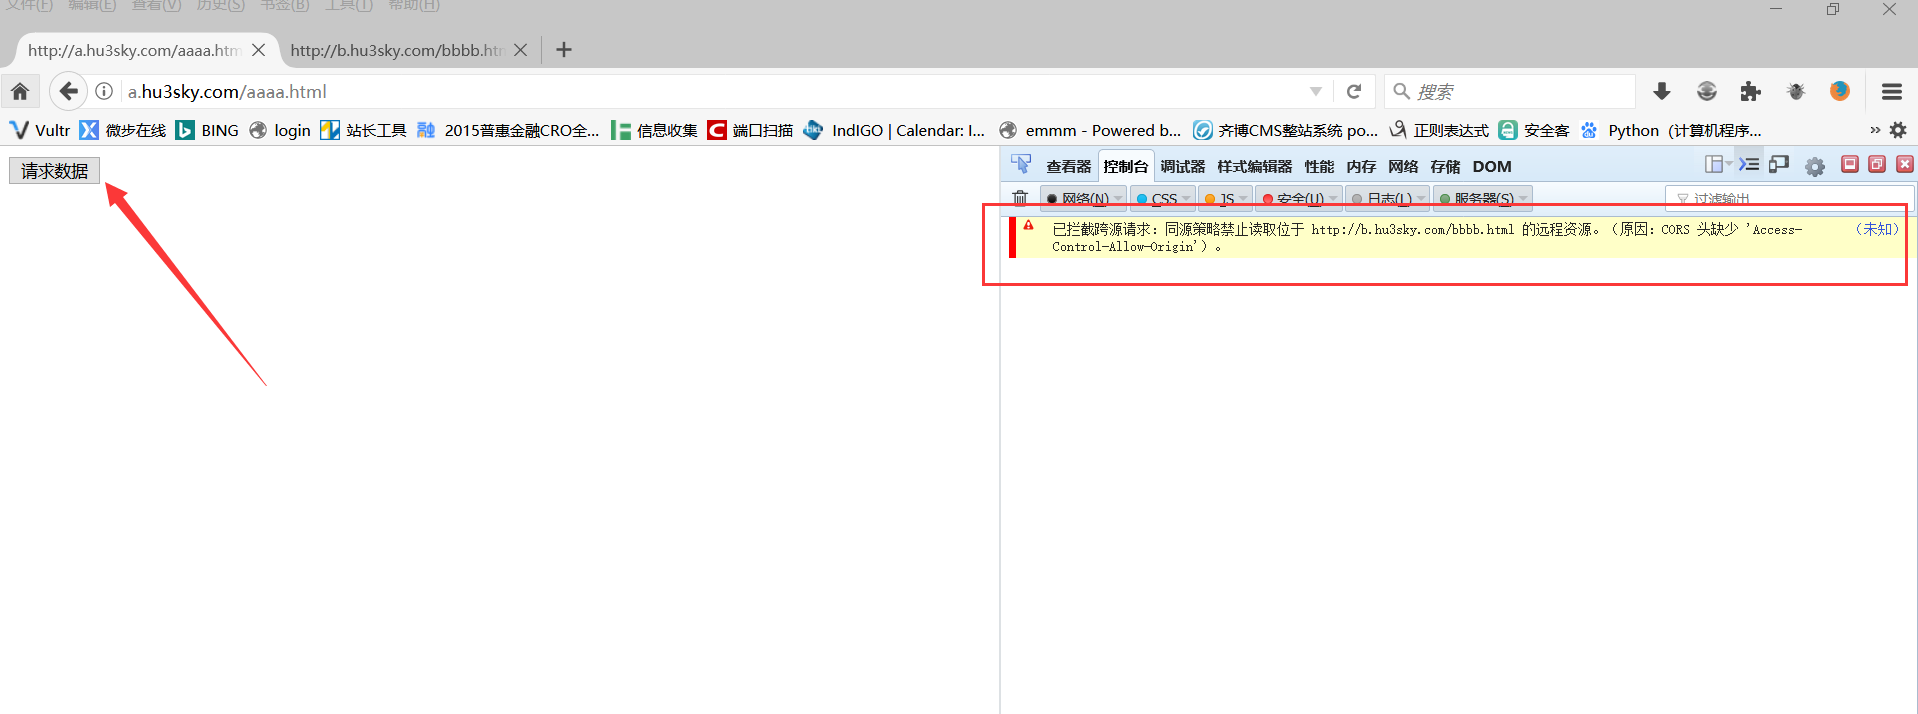 文件(F) 编辑(E) 查看(V) 历史(S) 书签(B) 工具(T) 帮助(H)
http://a.hu3sky.com/aaaa.htm http://b.hu3sky.com/bbbb.htm
a.hu3sky.com/aaaa.html 搜索
Vultr 微步在线 BING login 站长工具 2015普惠金融CRO全... 信息收集 端口扫描 IndIGO | Calendar: I... emmm - Powered b... 齐博CMS整站系统 po... 正则表达式 安全客 Python（计算机程序...
请求数据
查看器 控制台 调试器 样式编辑器 性能 内存 网络 存储 DOM
网络(N) CSS JS 安全(U) 日志(L) 服务器(S) 过滤输出
已拦截跨源请求：同源策略禁止读取位于 http://b.hu3sky.com/bbbb.html 的远程资源。（原因：CORS 头缺少 'Access- （未知）
Control-Allow-Origin'）。